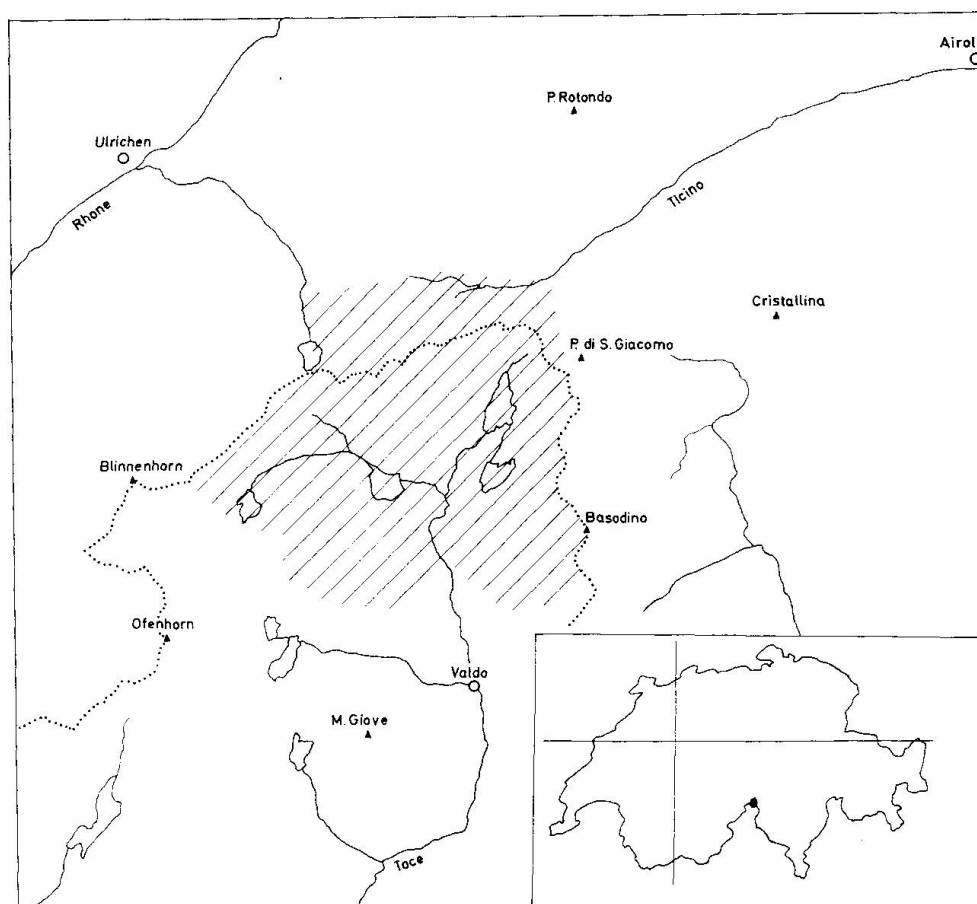 Airol
P. Rotondo
Ulrichen
Rhone
Ticino
Cristallina
P. di S. Giacomo
Blinnenhorn
Basodino
Ofenhorn
Valdo
M. Giove
Toce